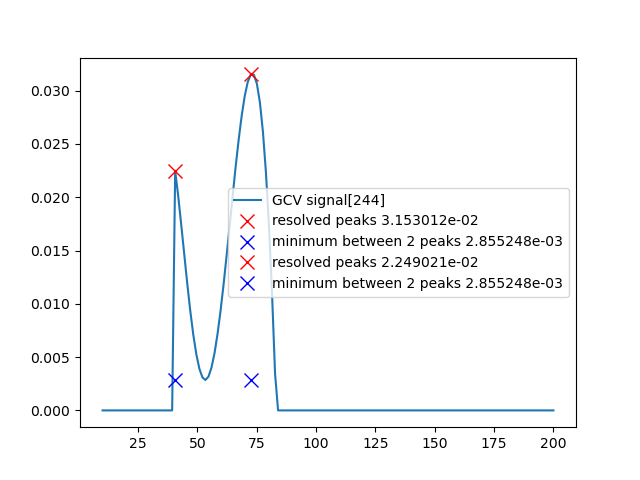 0.030
0.025
0.020
0.015
0.010
0.005
0.000
GCV signal[244]
resolved peaks 3.153012e-02
minimum between 2 peaks 2.855248e-03
resolved peaks 2.249021e-02
minimum between 2 peaks 2.855248e-03
25 50 75 100 125 150 175 200